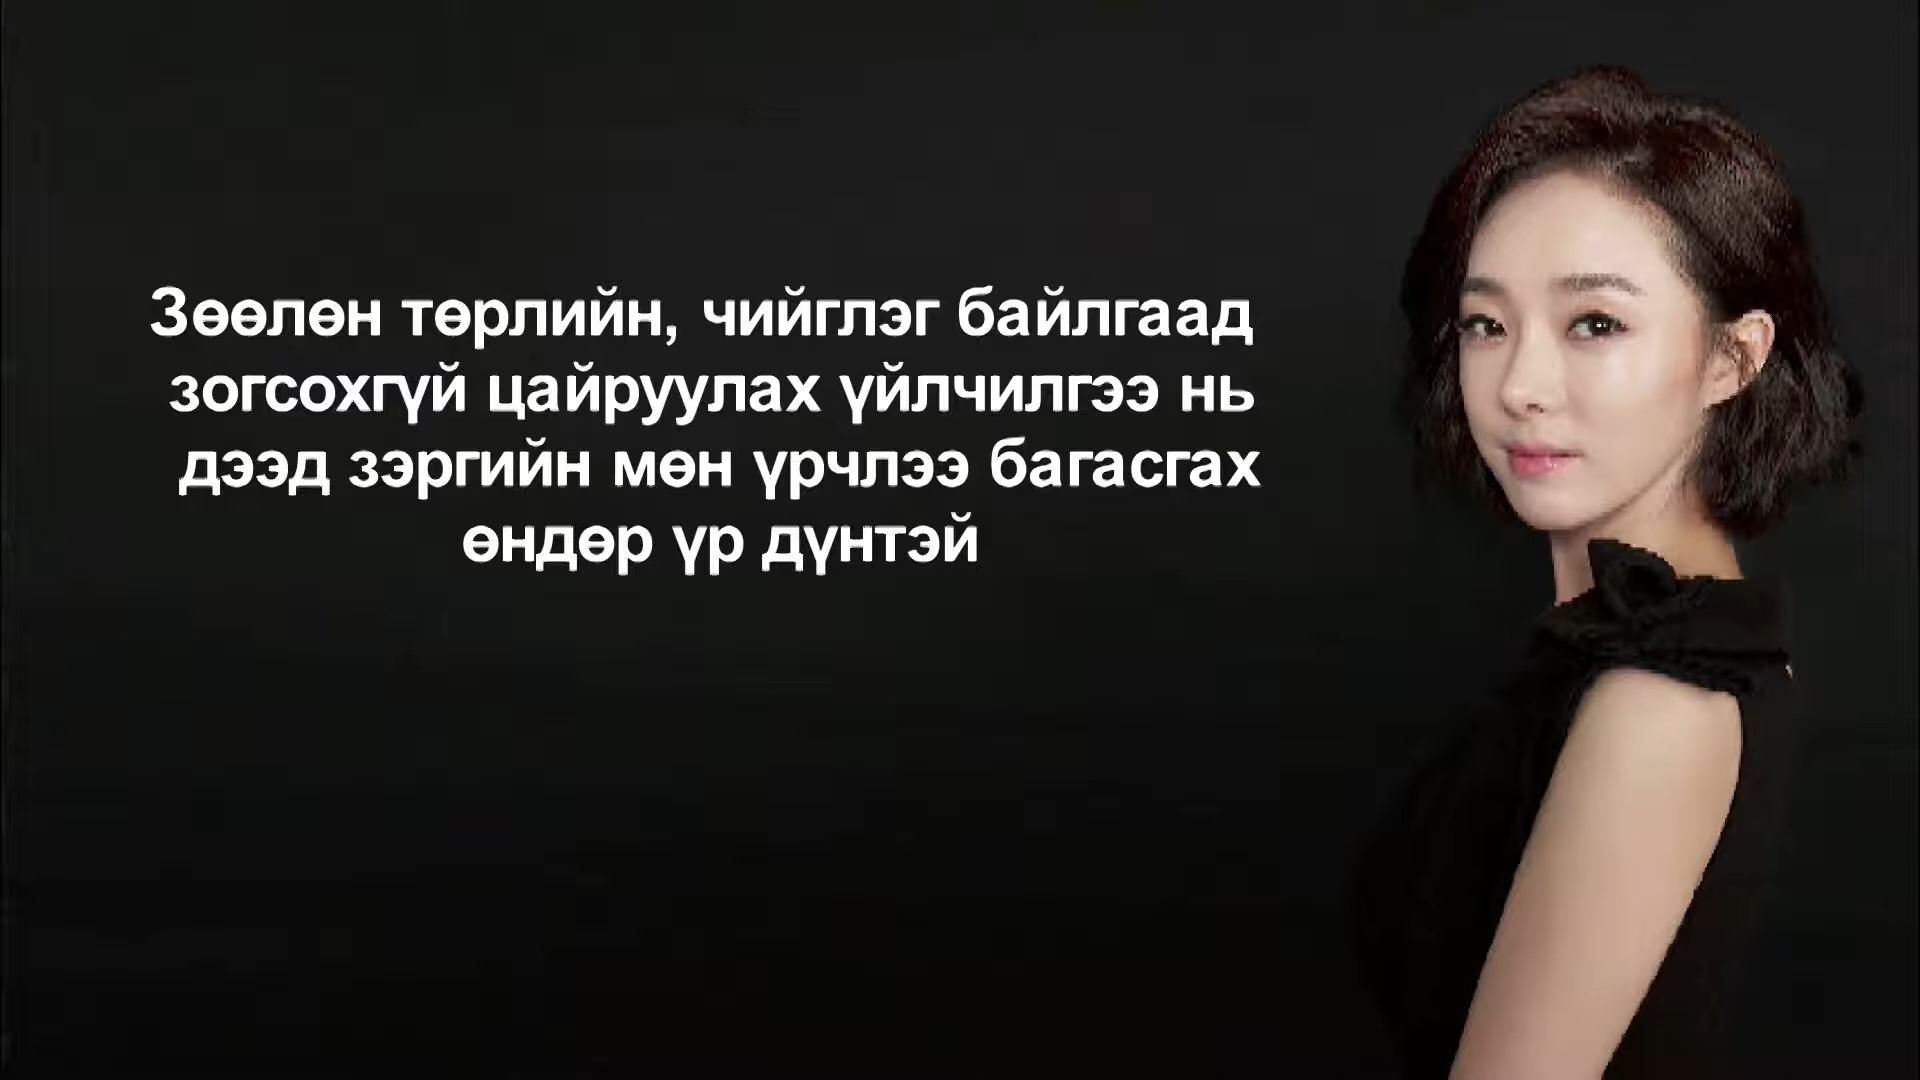 Зөөлөн төрлийн, чийглэг байлгаад
зогсохгүй цайруулах үйлчилгээ нь
дээд зэргийн мөн үрчлээ багасгах
өндөр үр дүнтэй